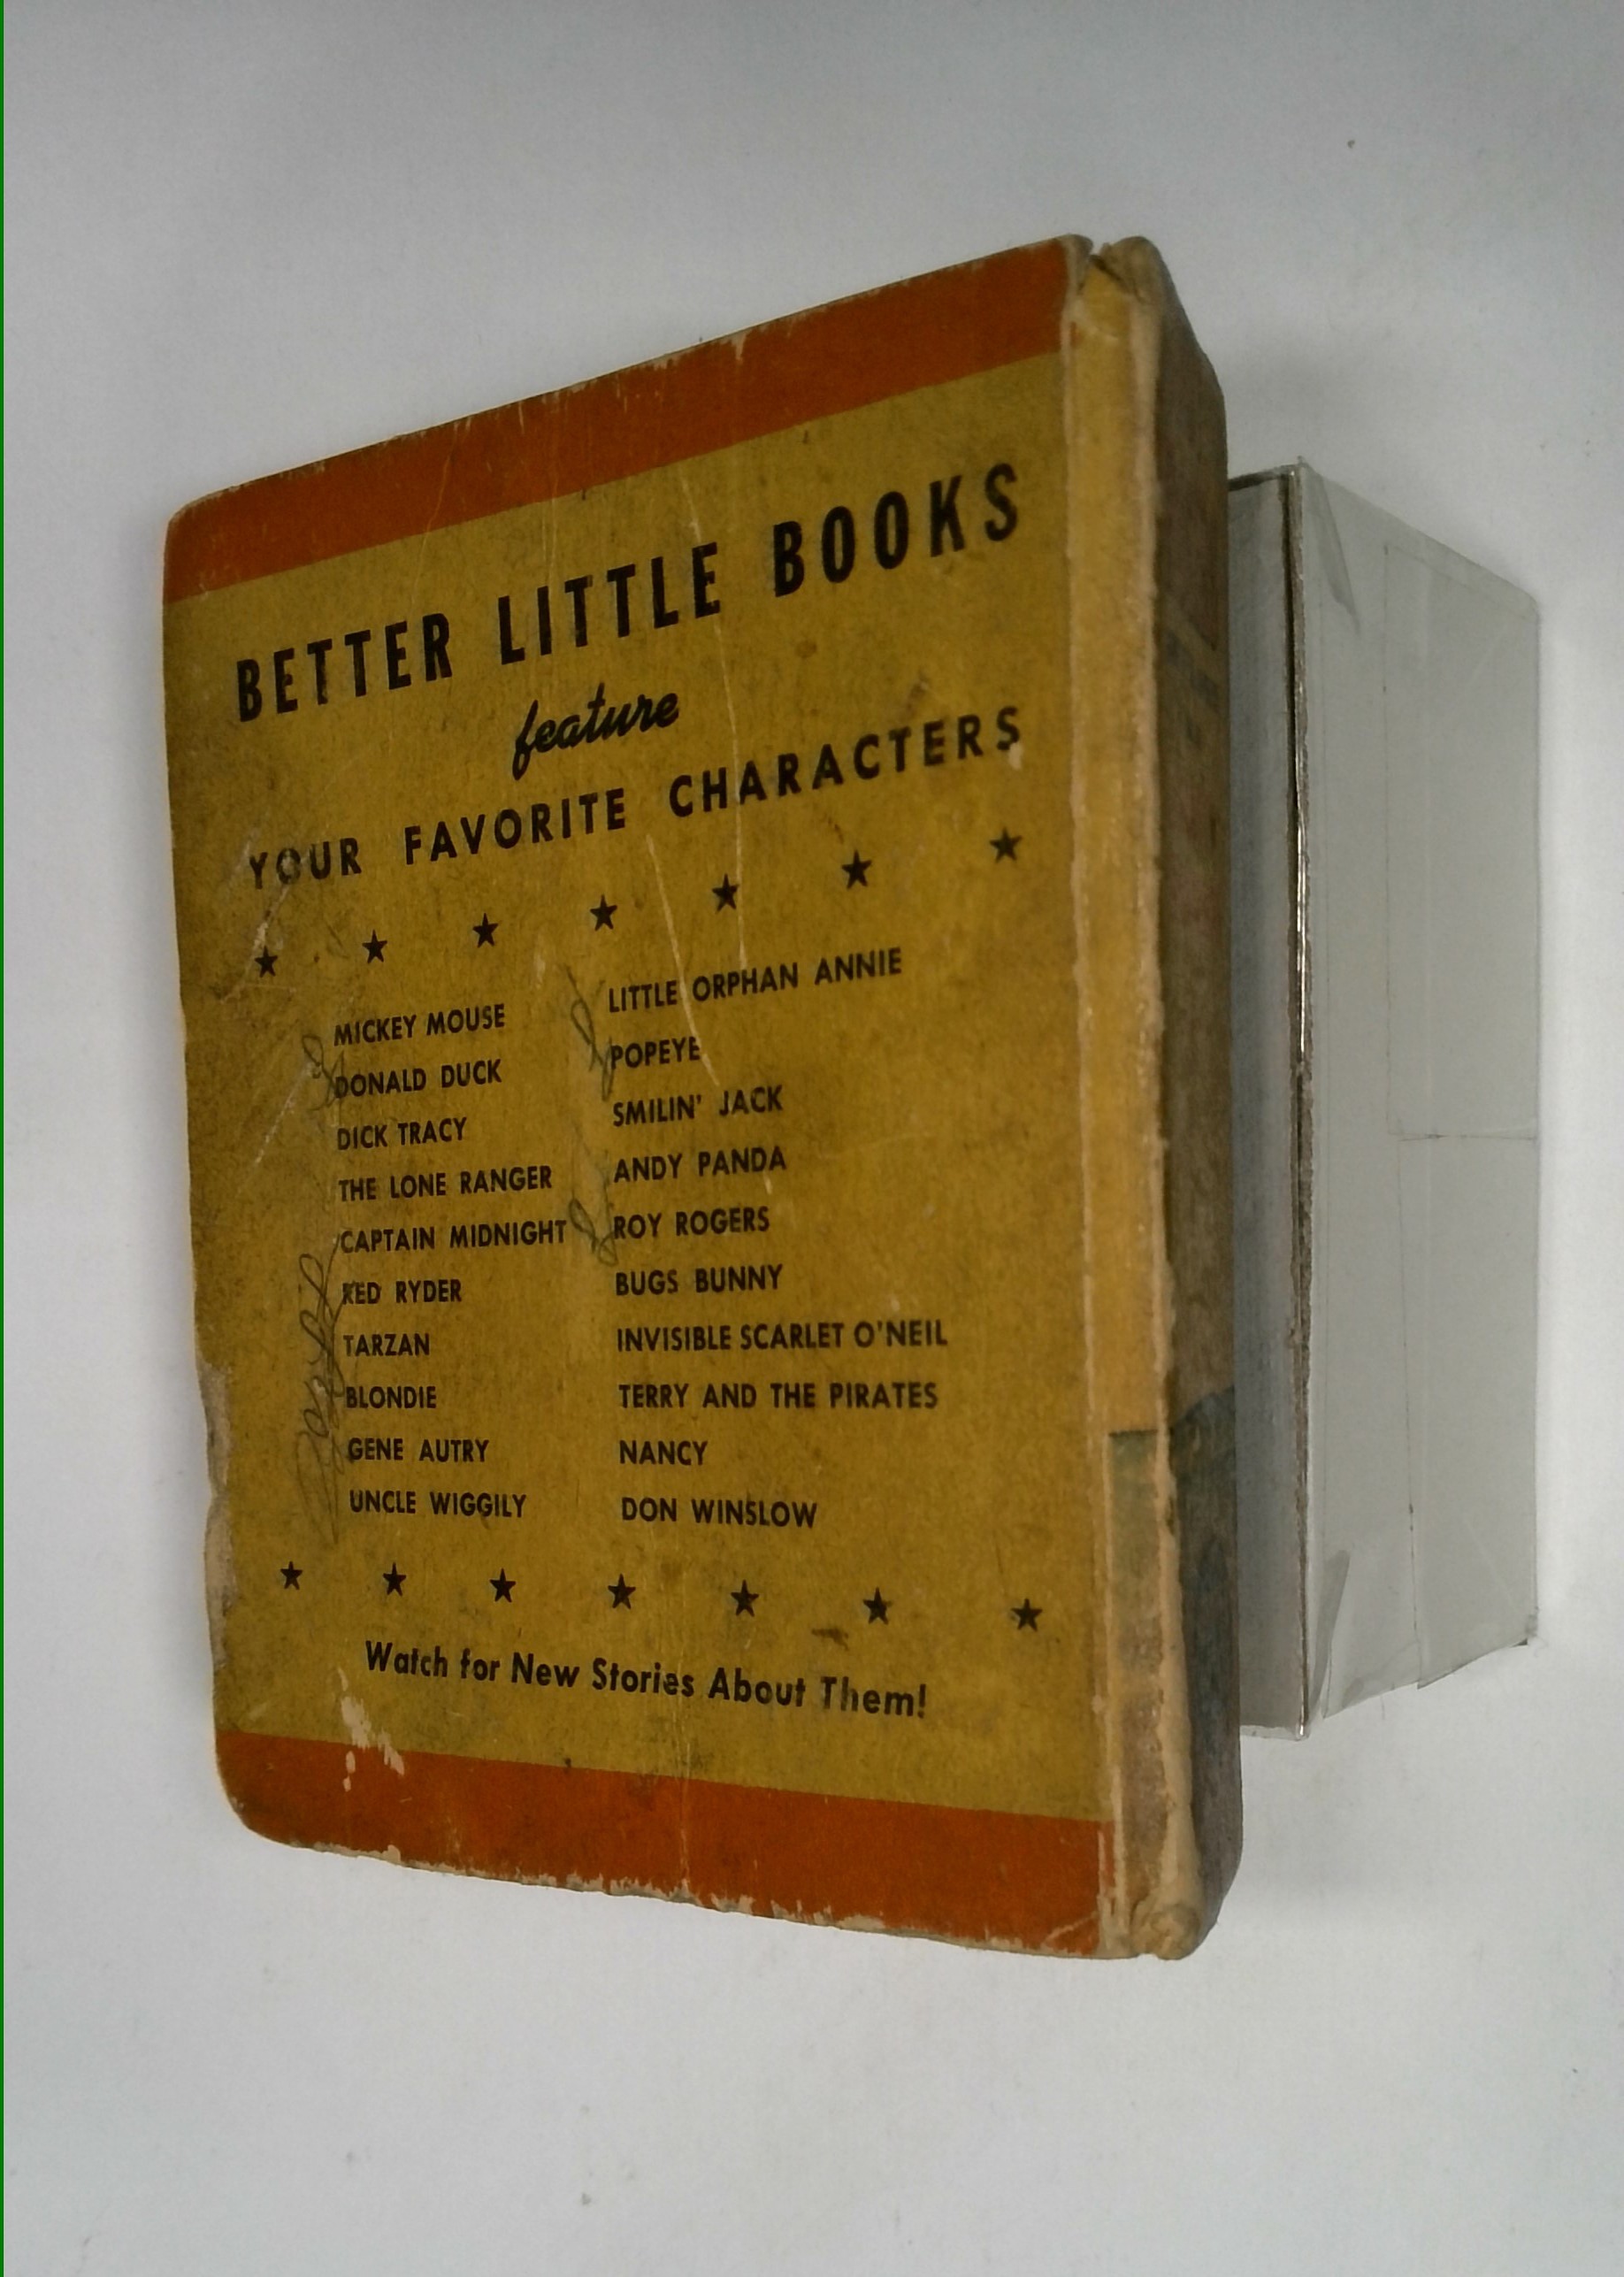 BETTER LITTLE BOOKS
feature
YOUR FAVORITE CHARACTERS
MICKEY MOUSE
DONALD DUCK
DICK TRACY
THE LONE RANGER
CAPTAIN MIDNIGHT
RED RYDER
TARZAN
BLONDIE
GENE AUTRY
UNCLE WIGGILY
LITTLE ORPHAN ANNIE
POPEYE
SMILIN' JACK
ANDY PANDA
ROY ROGERS
BUGS BUNNY
INVISIBLE SCARLET O'NEIL
TERRY AND THE PIRATES
NANCY
DON WINSLOW
Watch for New Stories About Them!